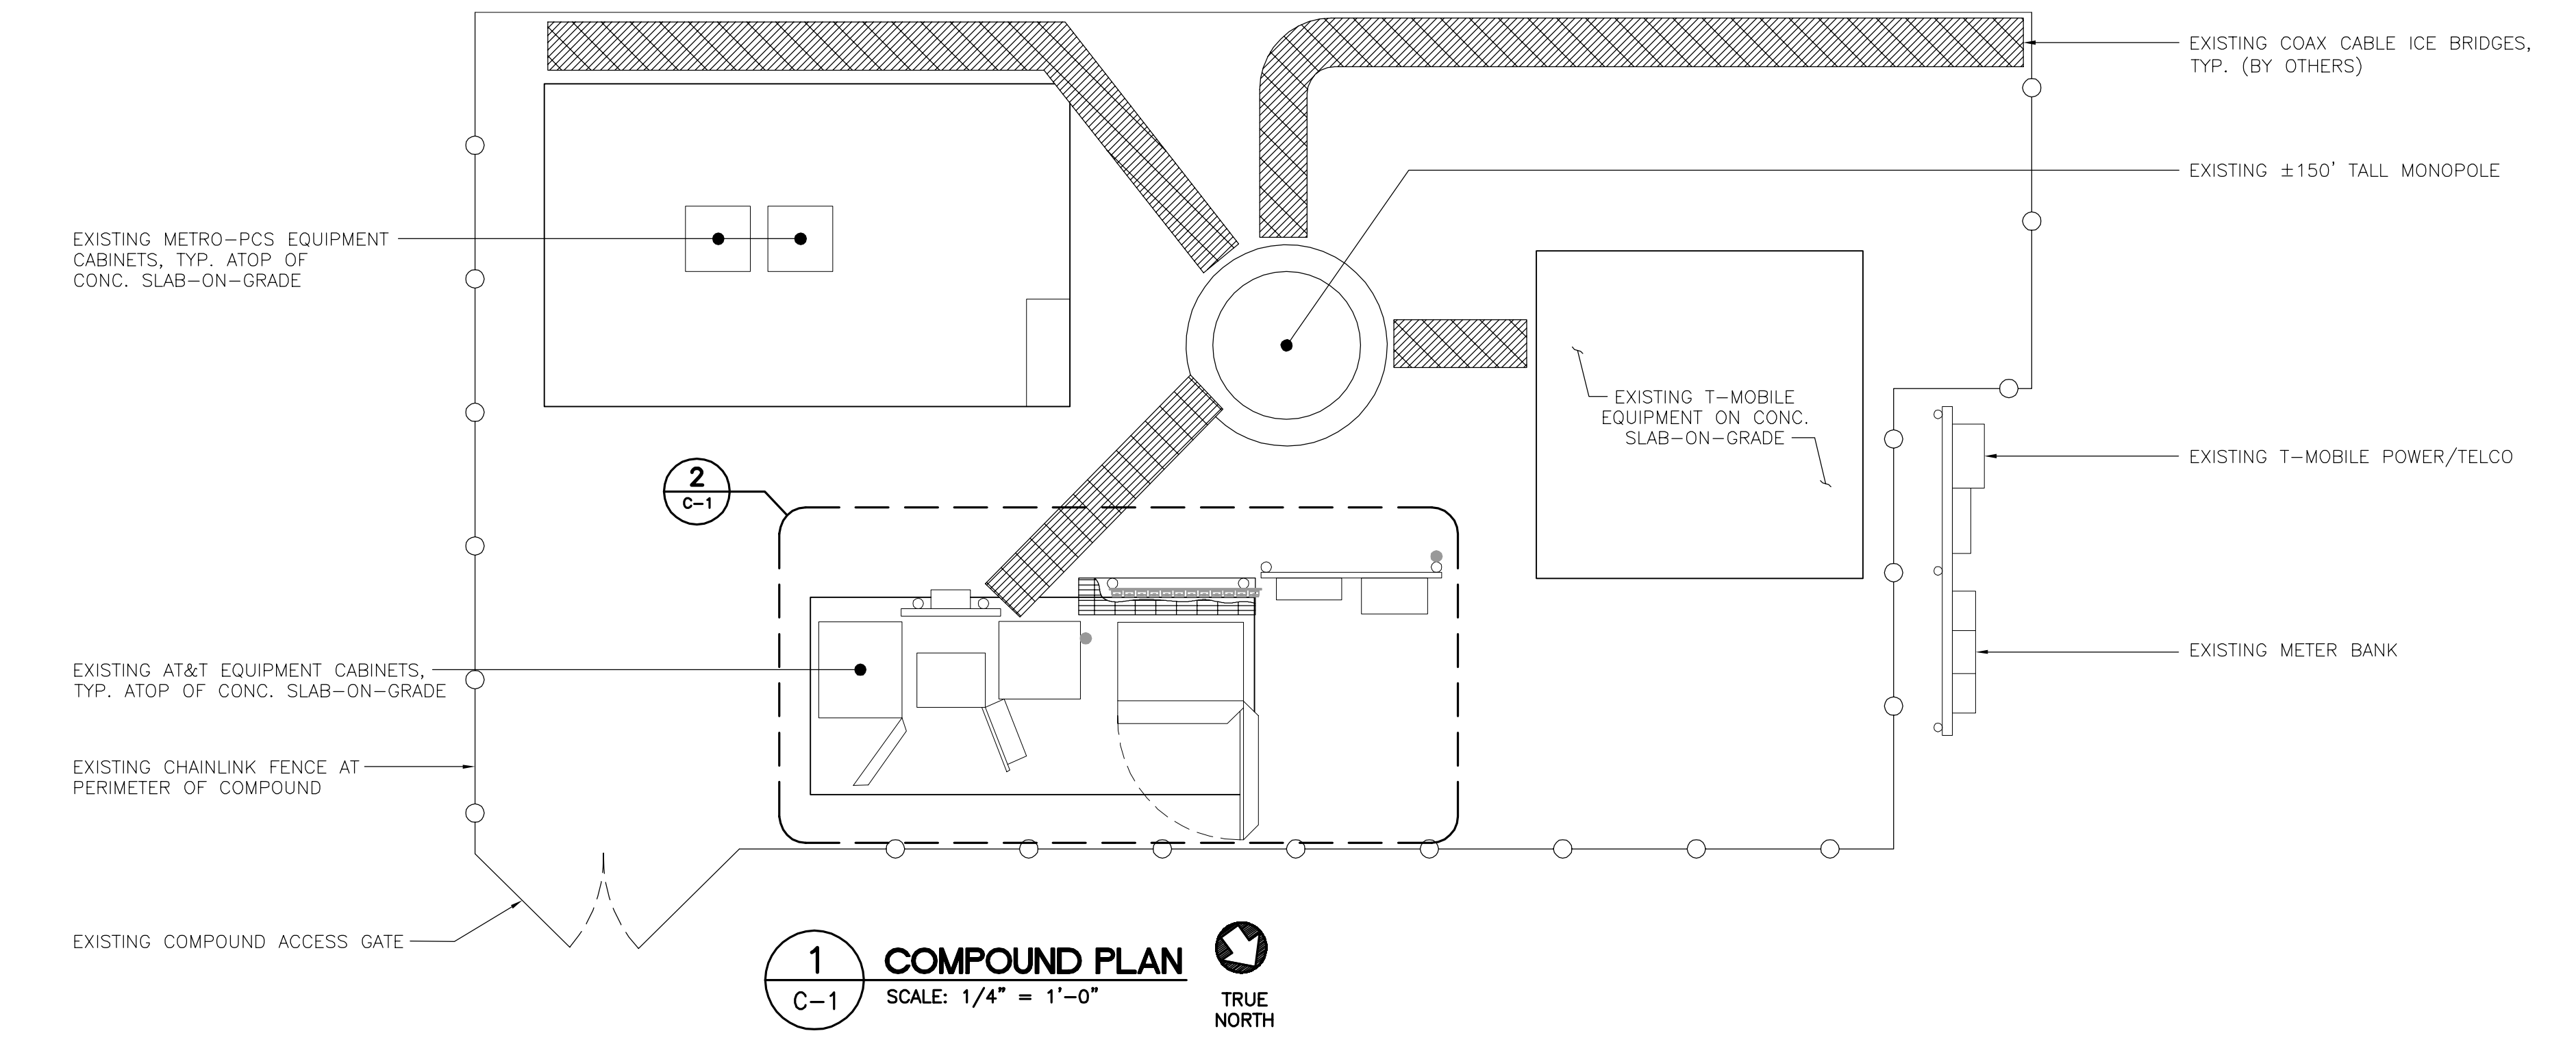 EXISTING COAX CABLE ICE BRIDGES,
TYP. (BY OTHERS)
EXISTING ±150' TALL MONOPOLE
EXISTING METRO-PCS EQUIPMENT
CABINETS, TYP. ATOP OF
CONC. SLAB-ON-GRADE
EXISTING T-MOBILE
EQUIPMENT ON CONC.
SLAB-ON-GRADE
EXISTING T-MOBILE POWER/TELCO
2
C-1
EXISTING METER BANK
EXISTING AT&T EQUIPMENT CABINETS,
TYP. ATOP OF CONC. SLAB-ON-GRADE
EXISTING CHAINLINK FENCE AT
PERIMETER OF COMPOUND
EXISTING COMPOUND ACCESS GATE
1
C-1
COMPOUND PLAN
SCALE: 1/4" = 1'-0"
TRUE
NORTH